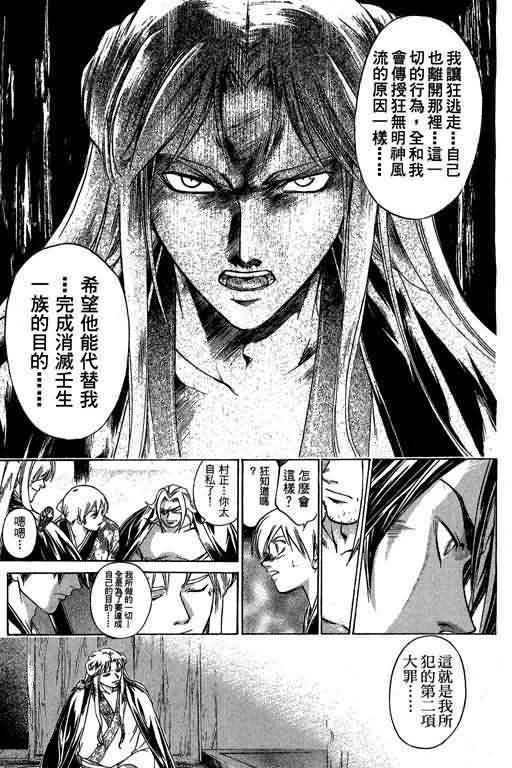 我讓狂逃走…自己
也離開那裡…這一
切的行為，全和我
會傳授狂無明神風
流的原因一樣……
希望他能代替我
……完成消滅壬生
一族的目的……
這就是我所
犯的第二項
大罪……
怎麼會
這樣？
狂知道嗎
？
村正…你太
自私了！
嗯嗯…
我所做的一切…
全是為了要達成
自己的目的……